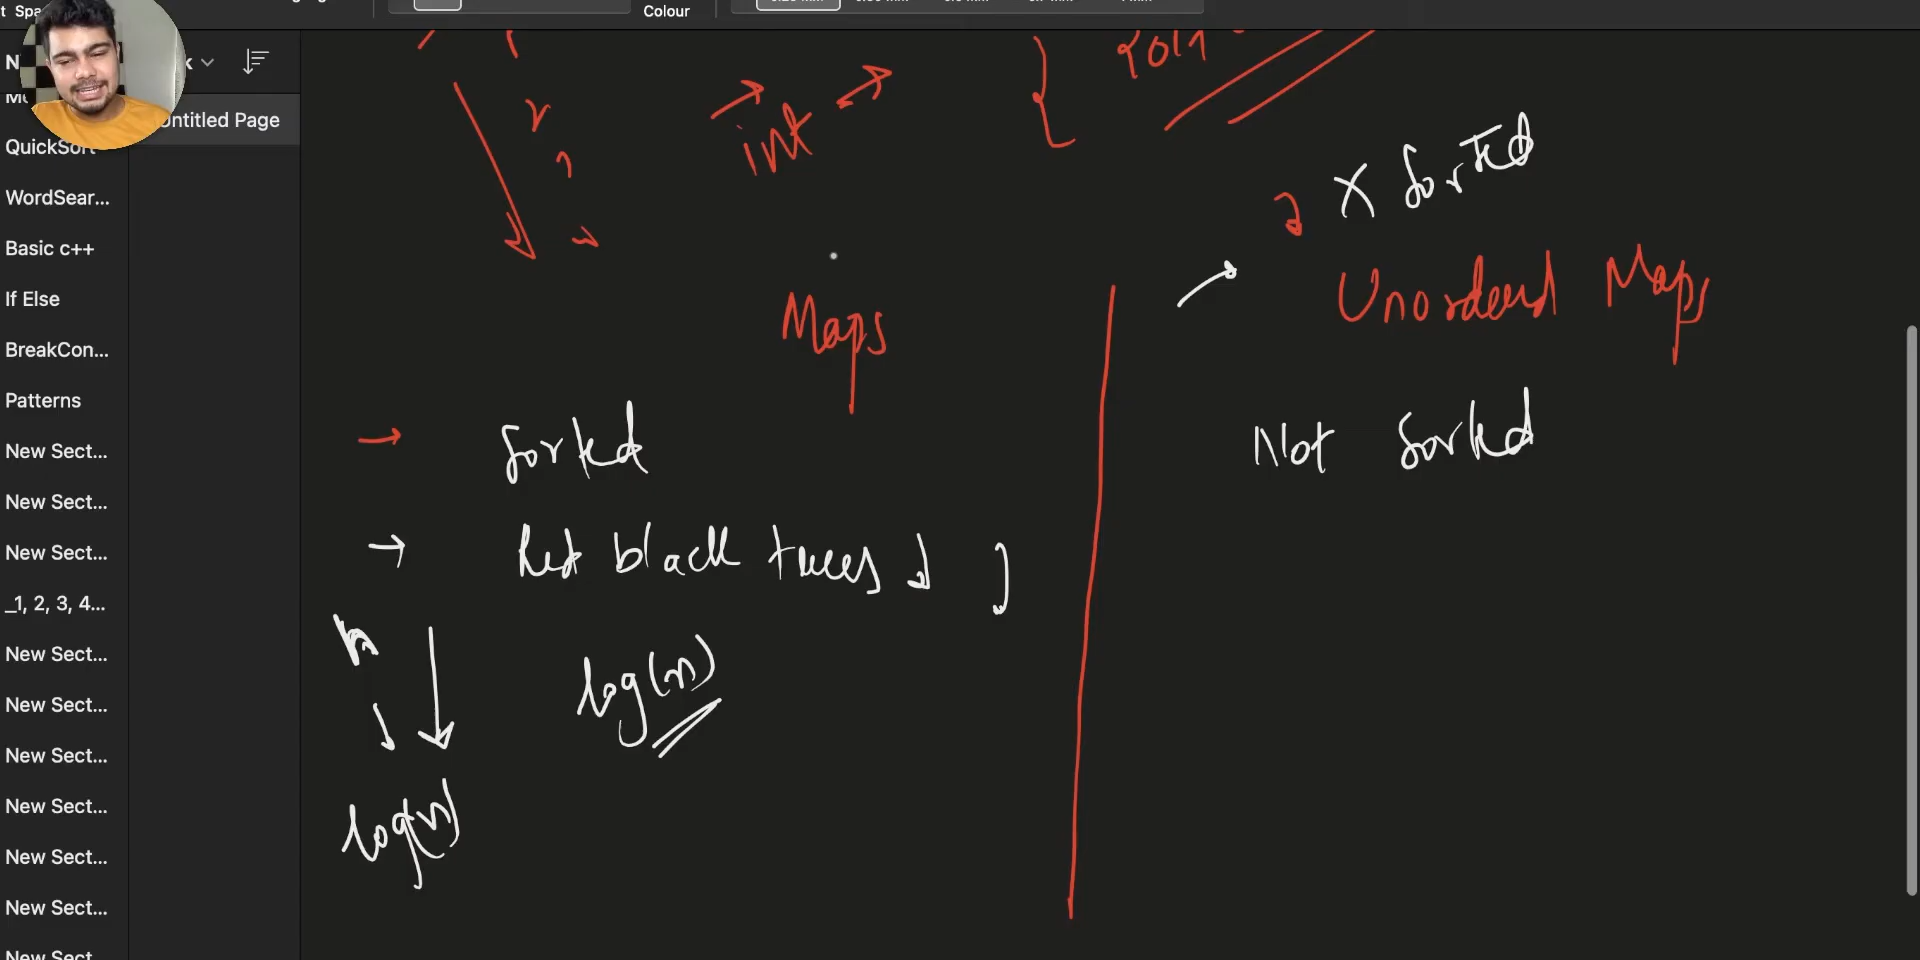 Colour
Untitled Page
QuickSort
WordSear...
Basic c++
If Else
BreakCon...
Patterns
New Sect...
New Sect...
New Sect...
_1, 2, 3, 4...
New Sect...
New Sect...
New Sect...
New Sect...
New Sect...
New Sect...
int
X Sorted
Maps
Unordered Maps
→ Sorted
Not Sorted
→ Red black trees
n
log(n)
log(n)